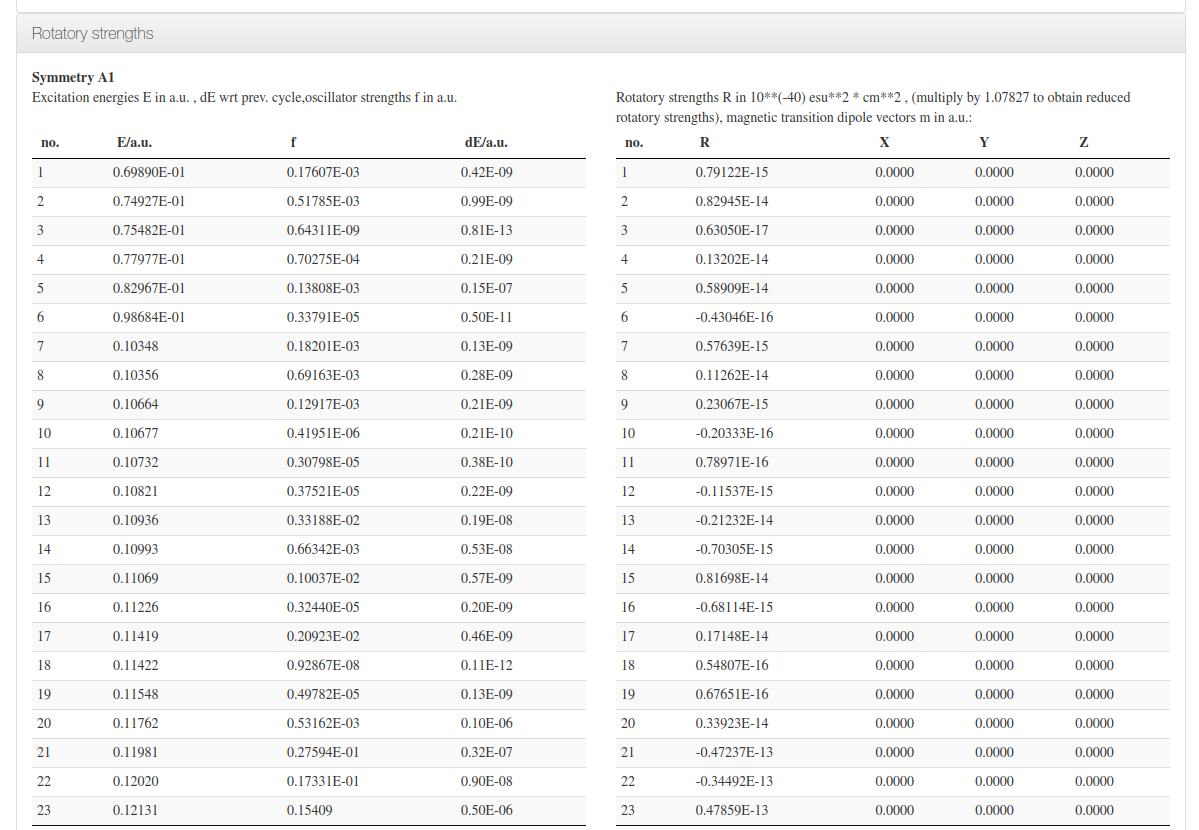 Rotatory strengths
Symmetry A1
Excitation energies E in a.u. , dE wrt prev. cycle,oscillator strengths f in a.u.
no. E/a.u. f dE/a.u.
1 0.69890E-01 0.17607E-03 0.42E-09
2 0.74927E-01 0.51785E-03 0.99E-09
3 0.75482E-01 0.64311E-09 0.81E-13
4 0.77977E-01 0.70275E-04 0.21E-09
5 0.82967E-01 0.13808E-03 0.15E-07
6 0.98684E-01 0.33791E-05 0.50E-11
7 0.10348 0.18201E-03 0.13E-09
8 0.10356 0.69163E-03 0.28E-09
9 0.10664 0.12917E-03 0.21E-09
10 0.10677 0.41951E-06 0.21E-10
11 0.10732 0.30798E-05 0.38E-10
12 0.10821 0.37521E-05 0.22E-09
13 0.10936 0.33188E-02 0.19E-08
14 0.10993 0.66342E-03 0.53E-08
15 0.11069 0.10037E-02 0.57E-09
16 0.11226 0.32440E-05 0.20E-09
17 0.11419 0.20923E-02 0.46E-09
18 0.11422 0.92867E-08 0.11E-12
19 0.11548 0.49782E-05 0.13E-09
20 0.11762 0.53162E-03 0.10E-06
21 0.11981 0.27594E-01 0.32E-07
22 0.12020 0.17331E-01 0.90E-08
23 0.12131 0.15409 0.50E-06
Rotatory strengths R in 10**(-40) esu**2 * cm**2 , (multiply by 1.07827 to obtain reduced
rotatory strengths), magnetic transition dipole vectors m in a.u.:
no. R X Y Z
1 0.79122E-15 0.0000 0.0000 0.0000
2 0.82945E-14 0.0000 0.0000 0.0000
3 0.63050E-17 0.0000 0.0000 0.0000
4 0.13202E-14 0.0000 0.0000 0.0000
5 0.58909E-14 0.0000 0.0000 0.0000
6 -0.43046E-16 0.0000 0.0000 0.0000
7 0.57639E-15 0.0000 0.0000 0.0000
8 0.11262E-14 0.0000 0.0000 0.0000
9 0.23067E-15 0.0000 0.0000 0.0000
10 -0.20333E-16 0.0000 0.0000 0.0000
11 0.78971E-16 0.0000 0.0000 0.0000
12 -0.11537E-15 0.0000 0.0000 0.0000
13 -0.21232E-14 0.0000 0.0000 0.0000
14 -0.70305E-15 0.0000 0.0000 0.0000
15 0.81698E-14 0.0000 0.0000 0.0000
16 -0.68114E-15 0.0000 0.0000 0.0000
17 0.17148E-14 0.0000 0.0000 0.0000
18 0.54807E-16 0.0000 0.0000 0.0000
19 0.67651E-16 0.0000 0.0000 0.0000
20 0.33923E-14 0.0000 0.0000 0.0000
21 -0.47237E-13 0.0000 0.0000 0.0000
22 -0.34492E-13 0.0000 0.0000 0.0000
23 0.47859E-13 0.0000 0.0000 0.0000